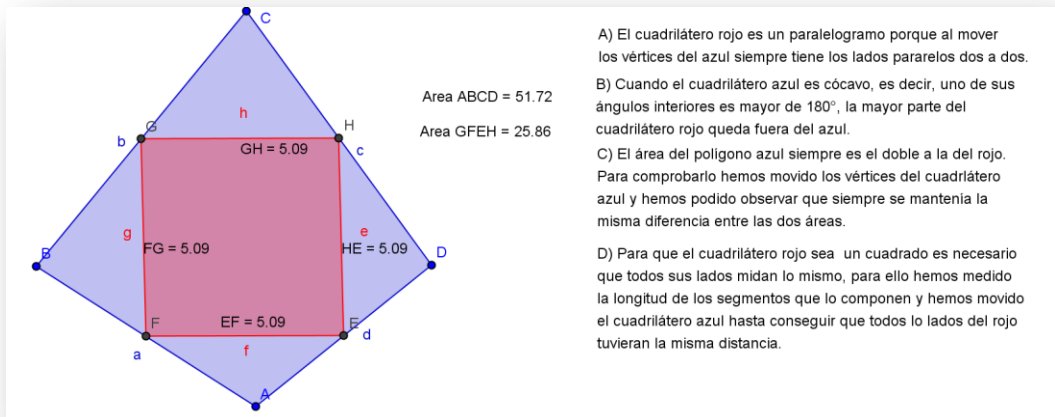 C
A) El cuadrilátero rojo es un paralelogramo porque al mover
los vértices del azul siempre tiene los lados pararelos dos a dos.
B) Cuando el cuadrilátero azul es cócavo, es decir, uno de sus
ángulos interiores es mayor de 180°, la mayor parte del
cuadrilátero rojo queda fuera del azul.
C) El área del polígono azul siempre es el doble a la del rojo.
Para comprobarlo hemos movido los vértices del cuadrlátero
azul y hemos podido observar que siempre se mantenía la
misma diferencia entre las dos áreas.
D) Para que el cuadrilátero rojo sea un cuadrado es necesario
que todos sus lados midan lo mismo, para ello hemos medido
la longitud de los segmentos que lo componen y hemos movido
el cuadrilátero azul hasta conseguir que todos lo lados del rojo
tuvieran la misma distancia.
Area ABCD = 51.72
Area GFEH = 25.86
h
b G H
GH = 5.09 c
g e
B FG = 5.09 HE = 5.09 D
F EF = 5.09 E
a f d
A